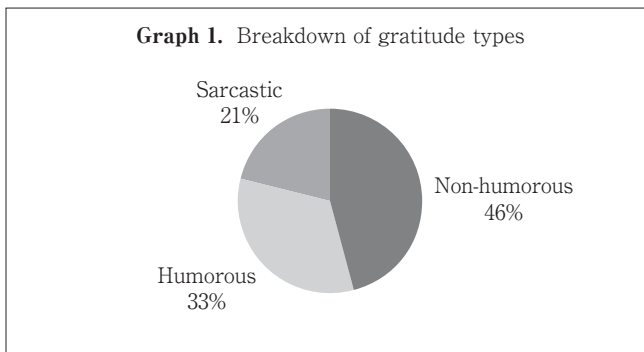 Graph 1. Breakdown of gratitude types
Sarcastic
21%
Non-humorous
46%
Humorous
33%